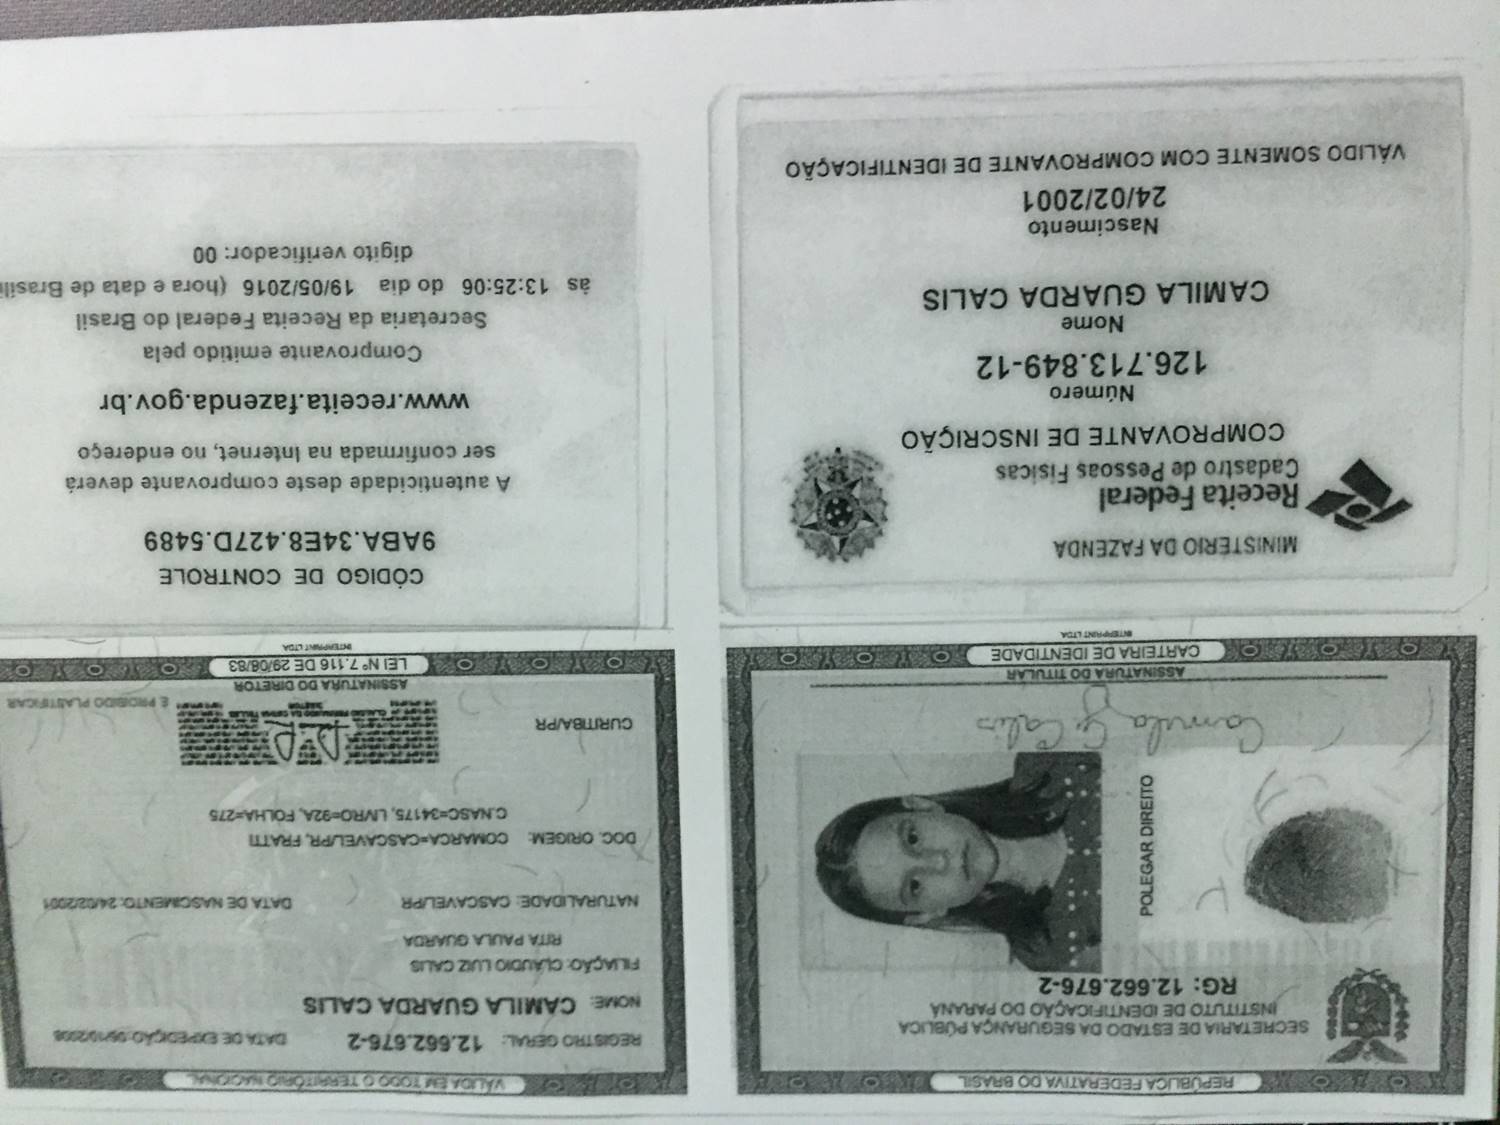 REPÚBLICA FEDERATIVA DO BRASIL
SECRETARIA DE ESTADO DA SEGURANÇA PÚBLICA
INSTITUTO DE IDENTIFICAÇÃO DO PARANÁ
RG: 12.662.676-2
POLEGAR DIREITO
Camila G. Calis
ASSINATURA DO TITULAR
CARTEIRA DE IDENTIDADE
INTERPRINT LTDA
VÁLIDA EM TODO O TERRITÓRIO NACIONAL
REGISTRO GERAL: 12.662.676-2 DATA DE EXPEDIÇÃO:
NOME: CAMILA GUARDA CALIS
FILIAÇÃO: CLÁUDIO LUIZ CALIS
RITA PAULA GUARDA
NATURALIDADE: CASCAVEL/PR DATA DE NASCIMENTO: 24/02/2001
DOC. ORIGEM: COMARCA=CASCAVEL/PR, FRATTI
C.NASC=34175, LIVRO=92A, FOLHA=275
CURITIBA/PR
ASSINATURA DO DIRETOR
É PROIBIDO PLASTIFICAR
LEI Nº 7.116 DE 29/08/83
INTERPRINT LTDA
MINISTÉRIO DA FAZENDA
Receita Federal
Cadastro de Pessoas Físicas
COMPROVANTE DE INSCRIÇÃO
Número
126.713.849-12
Nome
CAMILA GUARDA CALIS
Nascimento
24/02/2001
VÁLIDO SOMENTE COM COMPROVANTE DE IDENTIFICAÇÃO
CÓDIGO DE CONTROLE
9ABA.34E8.427D.5489
A autenticidade deste comprovante deverá
ser confirmada na Internet, no endereço
www.receita.fazenda.gov.br
Comprovante emitido pela
Secretaria da Receita Federal do Brasil
às 13:25:06 do dia 19/05/2016 (hora e data de Brasíli
dígito verificador: 00